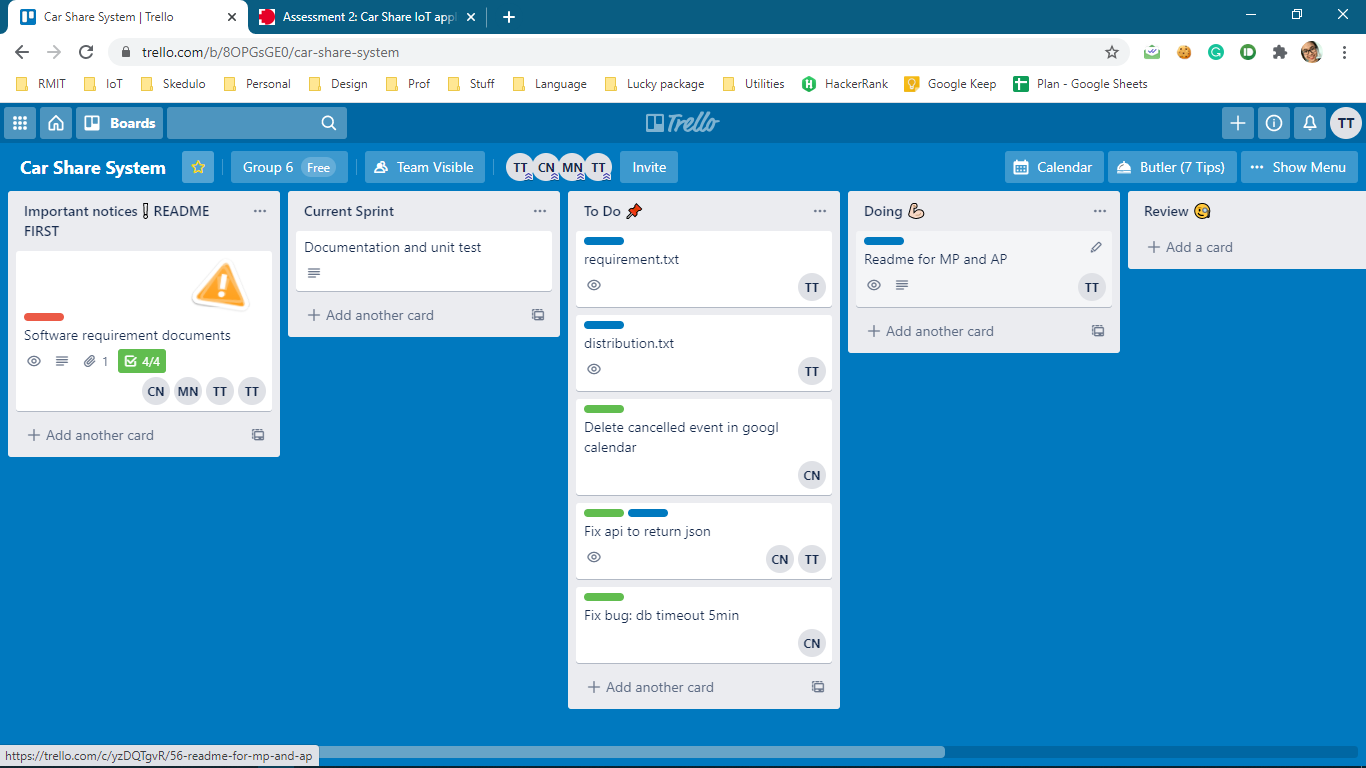 Car Share System | Trello
Assessment 2: Car Share IoT appl
trello.com/b/8OPGsGE0/car-share-system
RMIT
IoT
Skedulo
Personal
Design
Prof
Stuff
Language
Lucky package
Utilities
HackerRank
Google Keep
Plan - Google Sheets
Boards
Trello
TT
Car Share System
Group 6
Free
Team Visible
TT
CN
MN
TT
Invite
Calendar
Butler (7 Tips)
Show Menu
Important notices ❗ README
FIRST
Software requirement documents
1
4/4
CN
MN
TT
TT
Add another card
Current Sprint
Documentation and unit test
Add another card
To Do 📌
requirement.txt
TT
distribution.txt
TT
Delete cancelled event in googl
calendar
CN
Fix api to return json
CN
TT
Fix bug: db timeout 5min
CN
Add another card
Doing 💪
Readme for MP and AP
TT
Add another card
Review 🧐
Add a card
https://trello.com/c/yzDQTgvR/56-readme-for-mp-and-ap